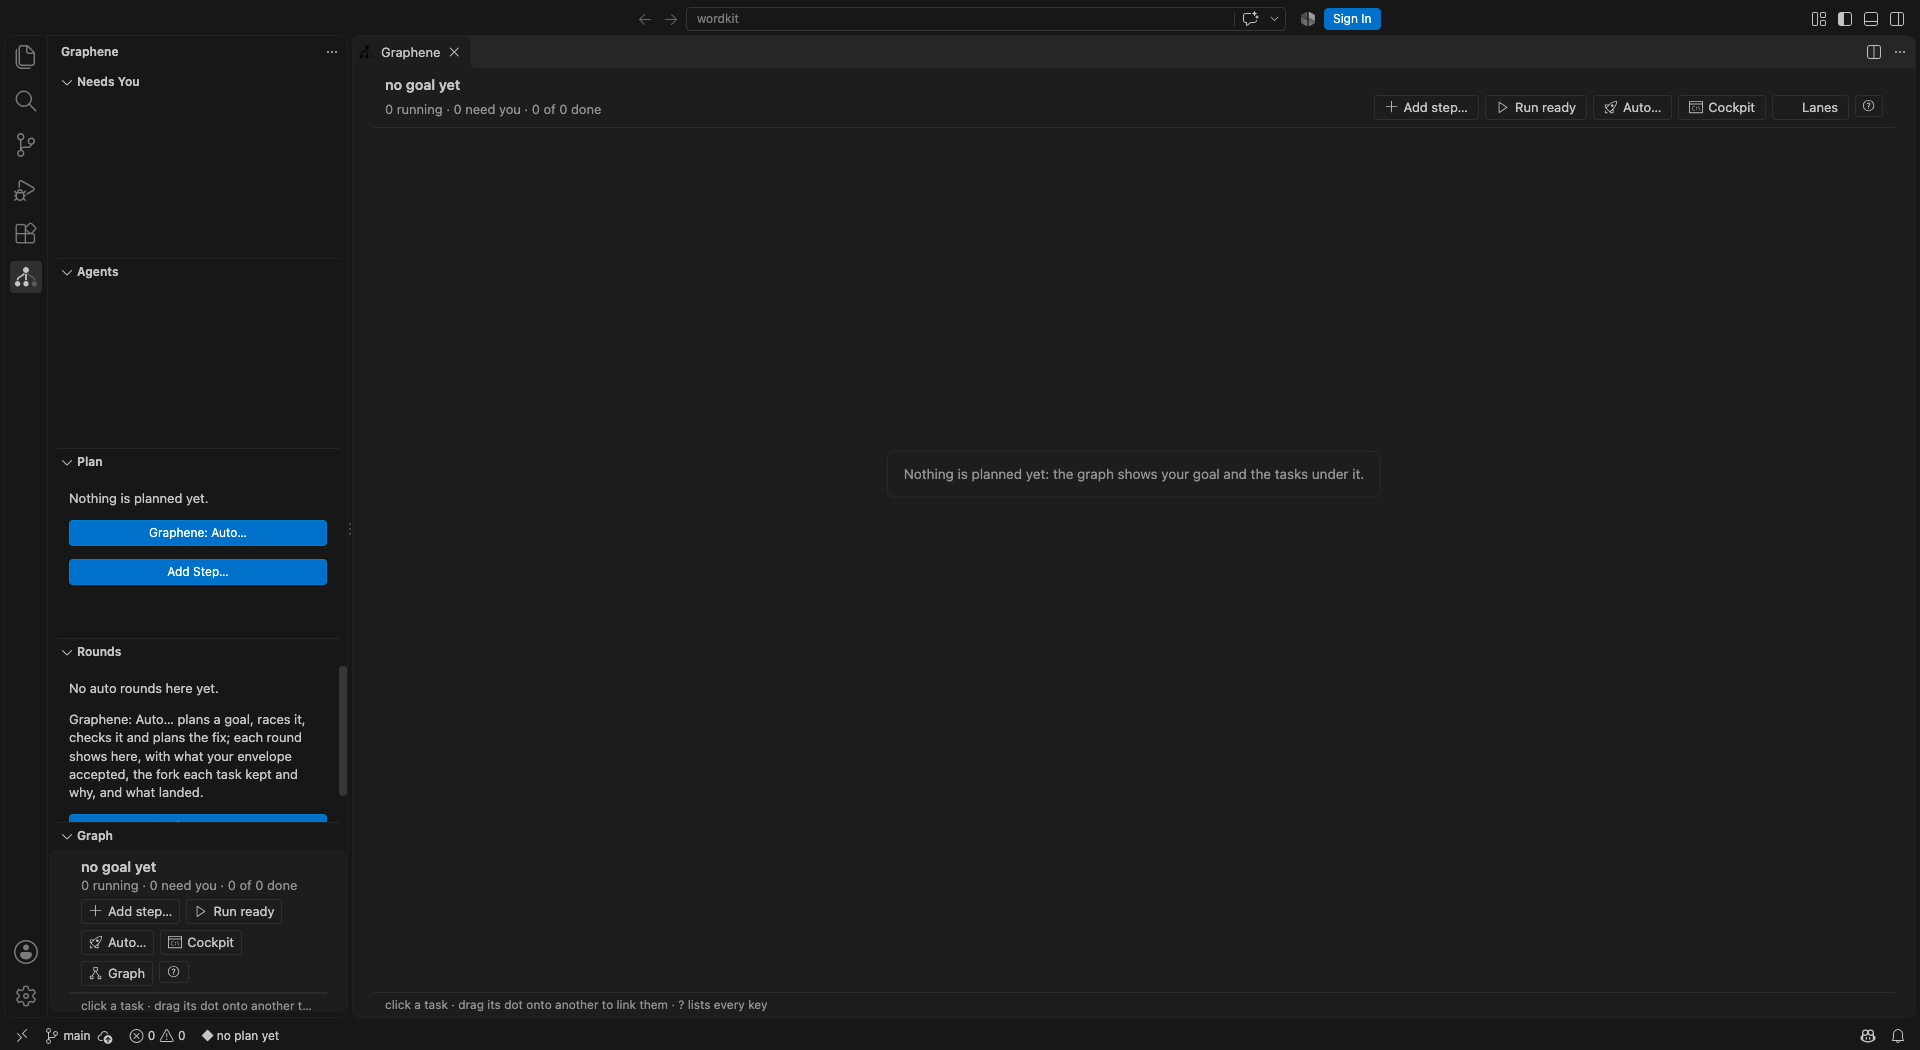 wordkit
Sign In
Graphene
Needs You
Agents
Plan
Nothing is planned yet.
Graphene: Auto...
Add Step...
Rounds
No auto rounds here yet.
Graphene: Auto... plans a goal, races it,
checks it and plans the fix; each round
shows here, with what your envelope
accepted, the fork each task kept and
why, and what landed.
Graph
no goal yet
0 running · 0 need you · 0 of 0 done
Add step...
Run ready
Auto...
Cockpit
Graph
click a task · drag its dot onto another t...
Graphene
no goal yet
0 running · 0 need you · 0 of 0 done
Add step...
Run ready
Auto...
Cockpit
Lanes
Nothing is planned yet: the graph shows your goal and the tasks under it.
click a task · drag its dot onto another to link them · ? lists every key
main
0
0
no plan yet